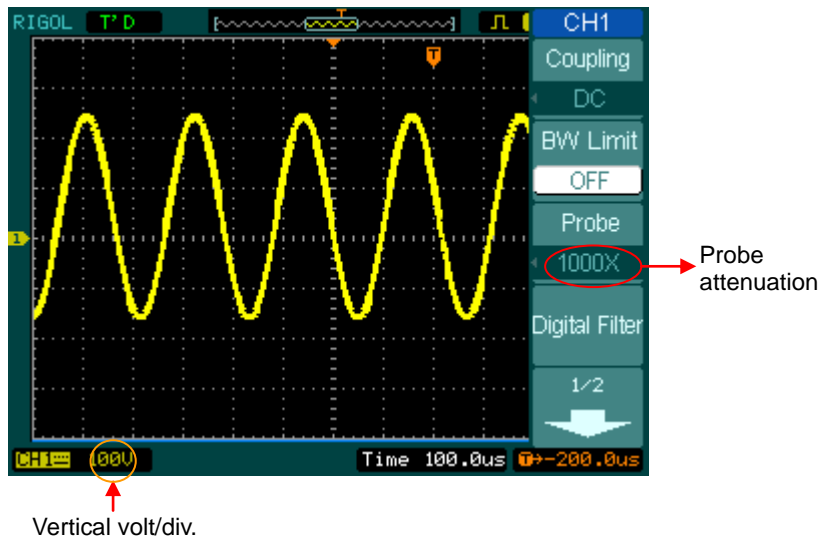 RIGOL T'D T CH1
T
Coupling
DC
BW Limit
OFF
Probe
1000X
Probe
attenuation
Digital Filter
1
1/2
CH1 100V Time 100.0us T→-200.0us
Vertical volt/div.